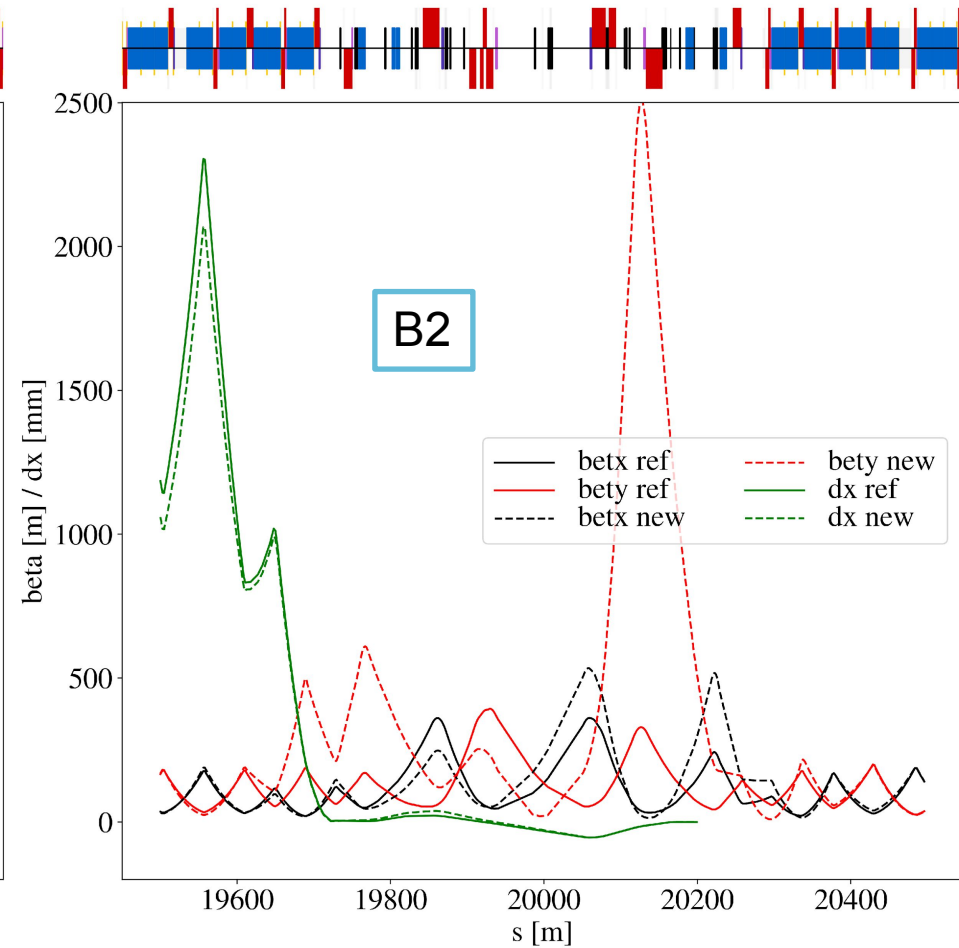 2500
2000
1500
1000
500
0
beta [m] / dx [mm]
B2
betx ref
bety ref
betx new
bety new
dx ref
dx new
19600 19800 20000 20200 20400
s [m]